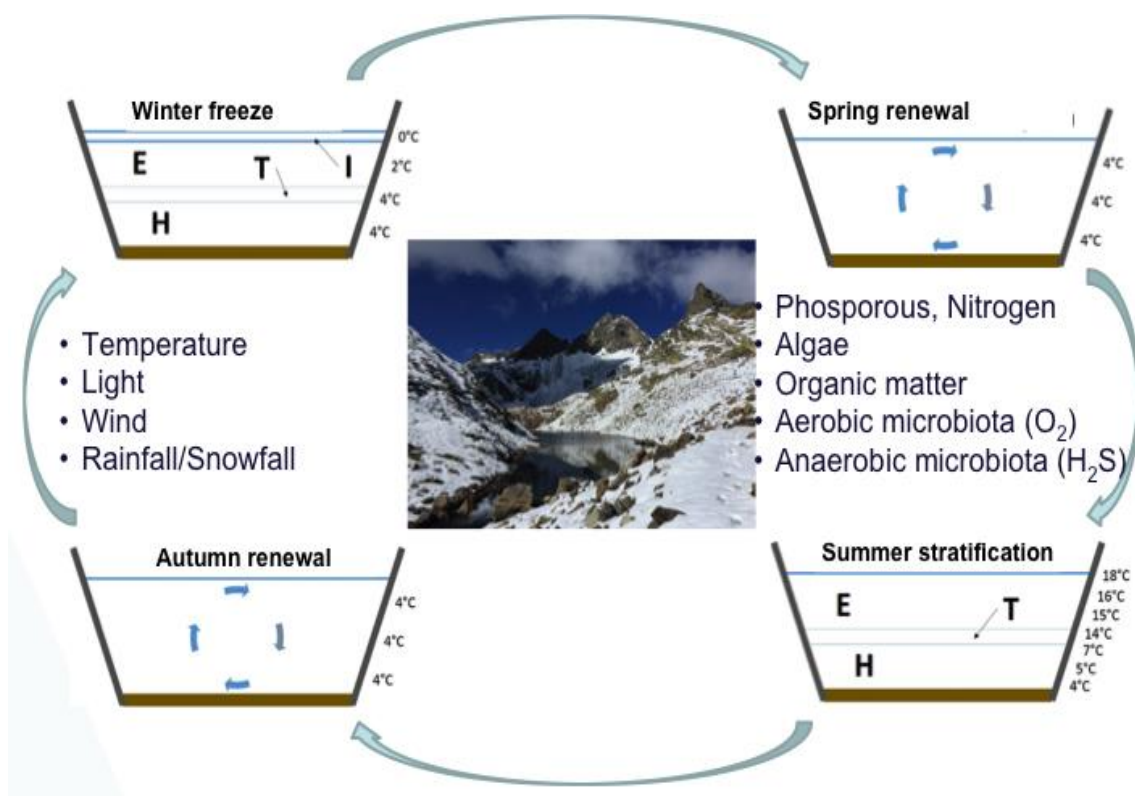 Winter freeze
0°C
E
T
I
2°C
4°C
H
4°C
Spring renewal
4°C
4°C
4°C
• Temperature
• Light
• Wind
• Rainfall/Snowfall
• Phosporous, Nitrogen
• Algae
• Organic matter
• Aerobic microbiota (O₂)
• Anaerobic microbiota (H₂S)
Autumn renewal
4°C
4°C
4°C
Summer stratification
18°C
E
T
16°C
15°C
14°C
7°C
H
5°C
4°C